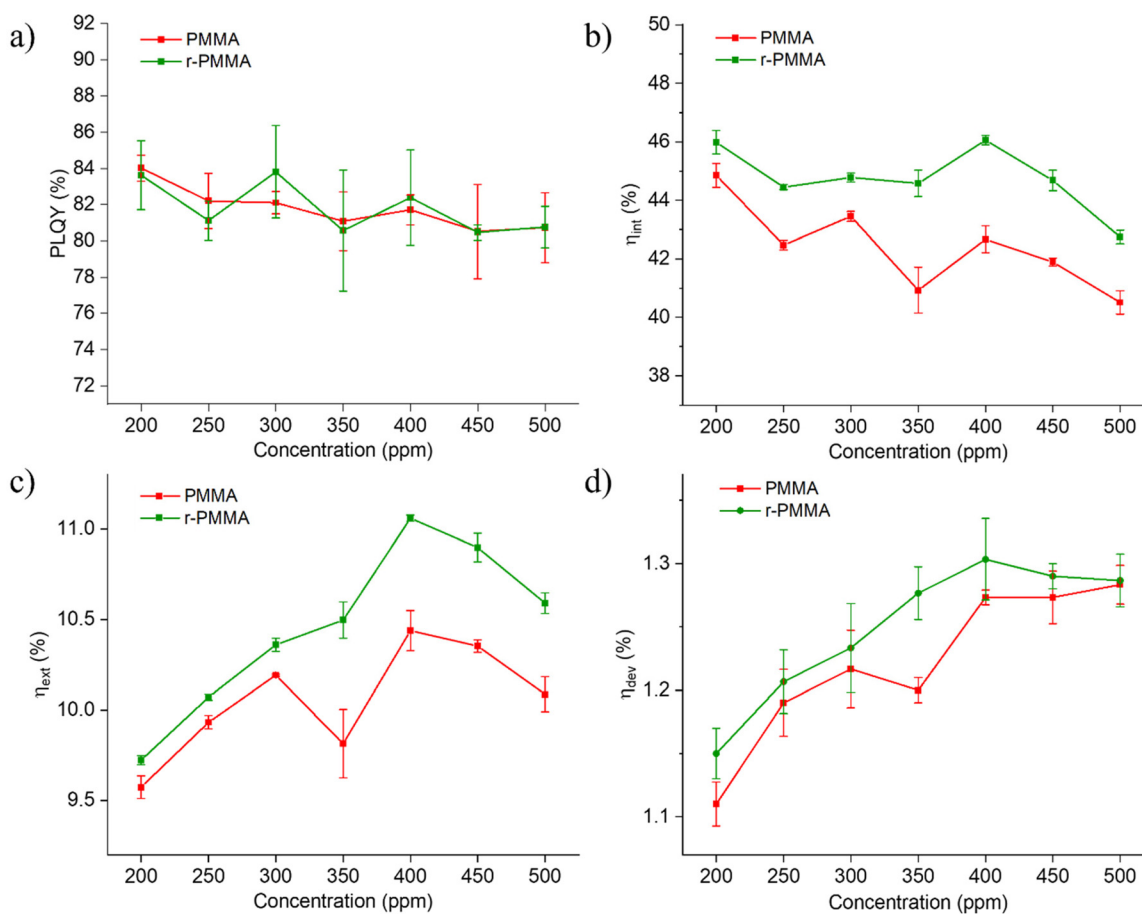 a)
PMMA
r-PMMA
92
90
88
86
84
82
80
78
76
74
72
PLQY (%)
200 250 300 350 400 450 500
Concentration (ppm)
b)
PMMA
r-PMMA
50
48
46
44
42
40
38
ηint (%)
200 250 300 350 400 450 500
Concentration (ppm)
c)
PMMA
r-PMMA
11.0
10.5
10.0
9.5
ηext (%)
200 250 300 350 400 450 500
Concentration (ppm)
d)
PMMA
r-PMMA
1.3
1.2
1.1
ηdev (%)
200 250 300 350 400 450 500
Concentration (ppm)